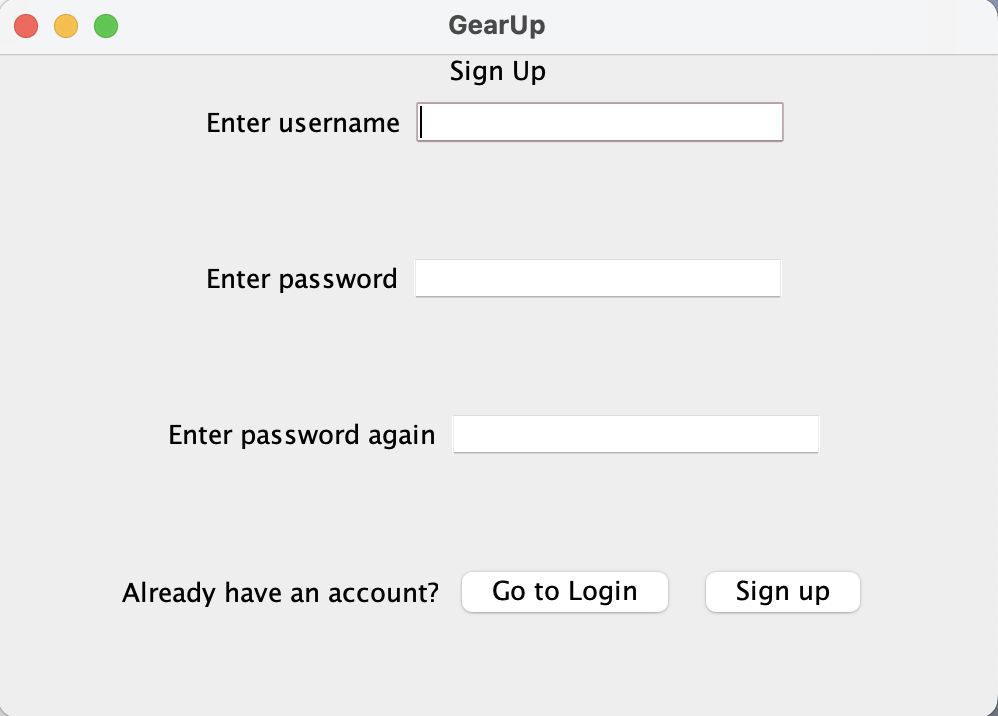 GearUp
Sign Up
Enter username
Enter password
Enter password again
Already have an account? Go to Login Sign up